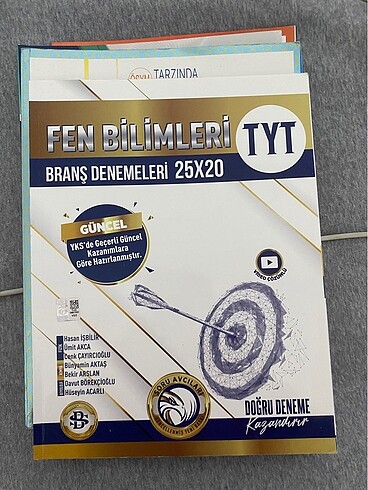 ÖSYM TARZINDA
FEN BİLİMLERİ
TYT
BRANŞ DENEMELERİ 25X20
GÜNCEL
YKS'de Geçerli Güncel
Kazanımlara
Göre Hazırlanmıştır.
VİDEO ÇÖZÜMLÜ
Hasan İŞBİLİR
Ümit AKCA
Cenk ÇAYIRCIOĞLU
Bünyamin AKTAŞ
Bekir ARSLAN
Davut BÖREKÇİOĞLU
Hüseyin ACARLI
SORU AVCILARI
DOĞRU DENEME
Kazandırır